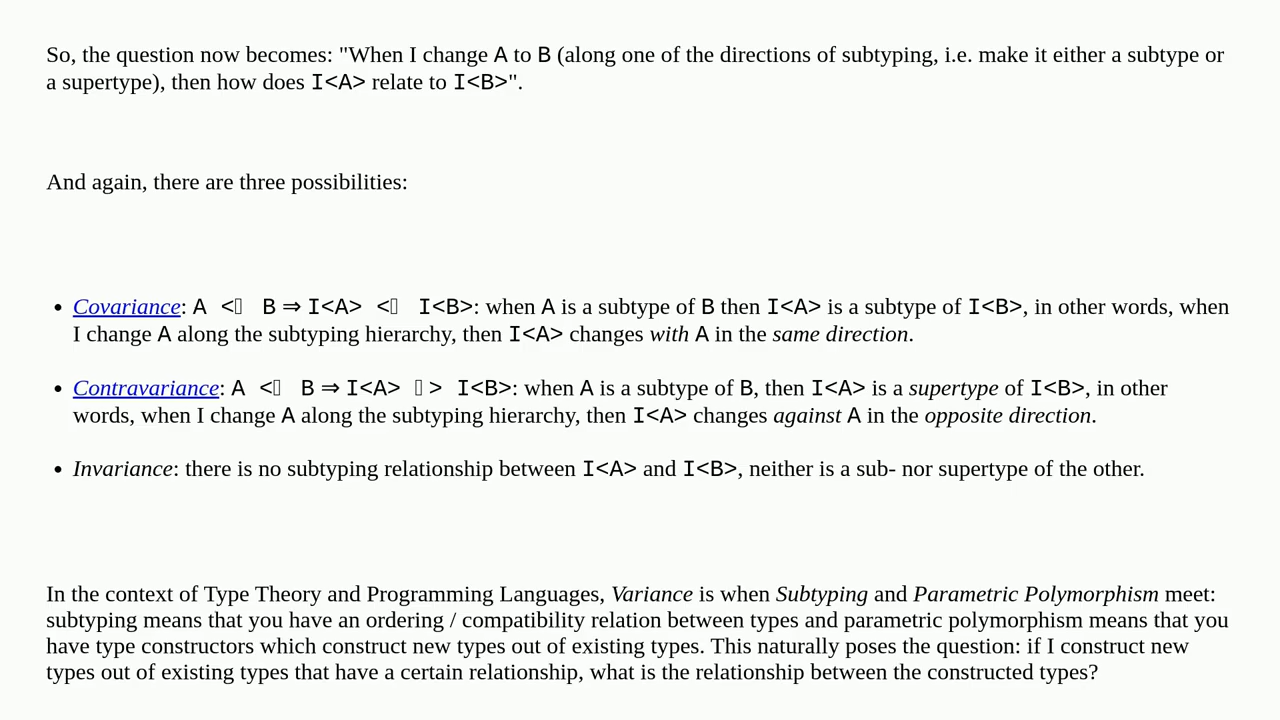 So, the question now becomes: "When I change A to B (along one of the directions of subtyping, i.e. make it either a subtype or
a supertype), then how does I<A> relate to I<B>".
And again, there are three possibilities:
• Covariance: A <▯ B ⇒ I<A> <▯ I<B>: when A is a subtype of B then I<A> is a subtype of I<B>, in other words, when
I change A along the subtyping hierarchy, then I<A> changes with A in the same direction.
• Contravariance: A <▯ B ⇒ I<A> ▯> I<B>: when A is a subtype of B, then I<A> is a supertype of I<B>, in other
words, when I change A along the subtyping hierarchy, then I<A> changes against A in the opposite direction.
• Invariance: there is no subtyping relationship between I<A> and I<B>, neither is a sub- nor supertype of the other.
In the context of Type Theory and Programming Languages, Variance is when Subtyping and Parametric Polymorphism meet:
subtyping means that you have an ordering / compatibility relation between types and parametric polymorphism means that you
have type constructors which construct new types out of existing types. This naturally poses the question: if I construct new
types out of existing types that have a certain relationship, what is the relationship between the constructed types?